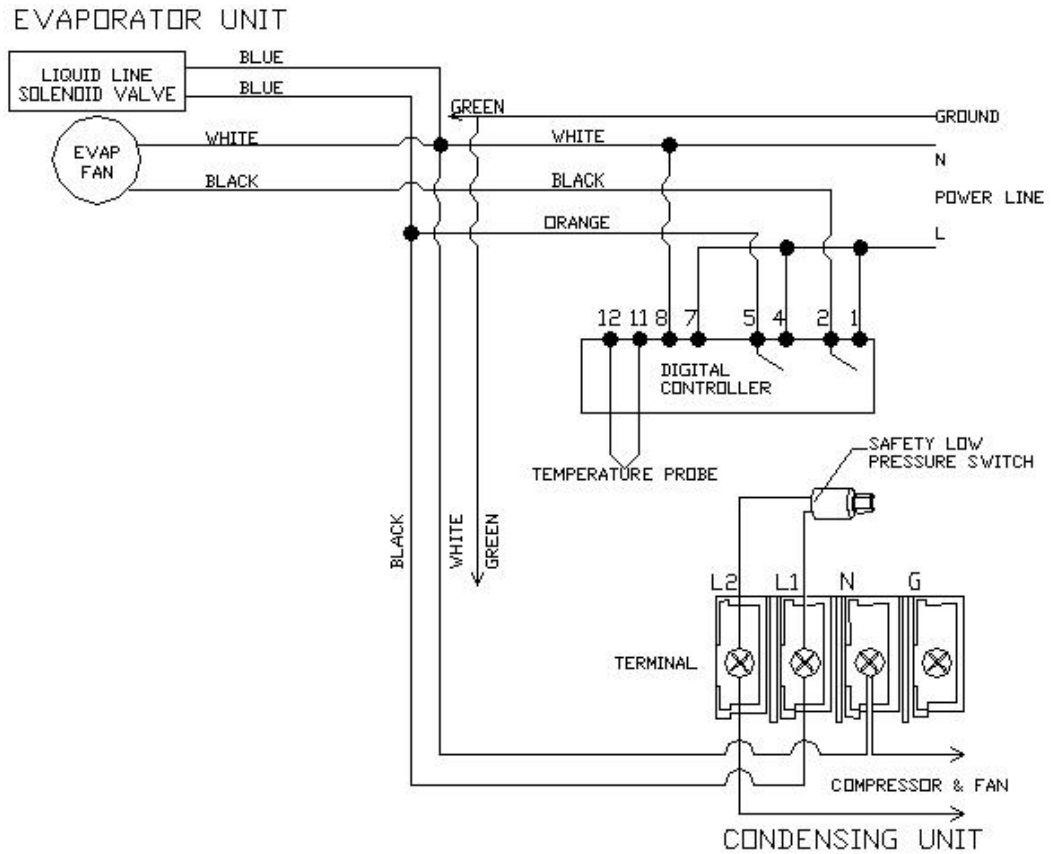 EVAPORATOR UNIT
LIQUID LINE
SOLENOID VALVE
BLUE
BLUE
EVAP
FAN
WHITE
BLACK
GREEN
GROUND
WHITE
N
BLACK
POWER LINE
ORANGE
L
12 11 8 7 5 4 2 1
DIGITAL
CONTROLLER
TEMPERATURE PROBE
SAFETY LOW
PRESSURE SWITCH
BLACK
WHITE
GREEN
L2 L1 N G
TERMINAL
COMPRESSOR & FAN
CONDENSING UNIT